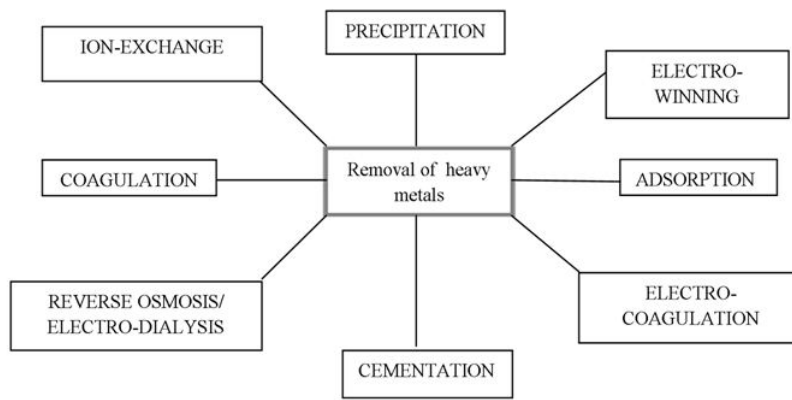 ION-EXCHANGE
PRECIPITATION
ELECTRO-
WINNING
COAGULATION
Removal of heavy
metals
ADSORPTION
REVERSE OSMOSIS/
ELECTRO-DIALYSIS
CEMENTATION
ELECTRO-
COAGULATION